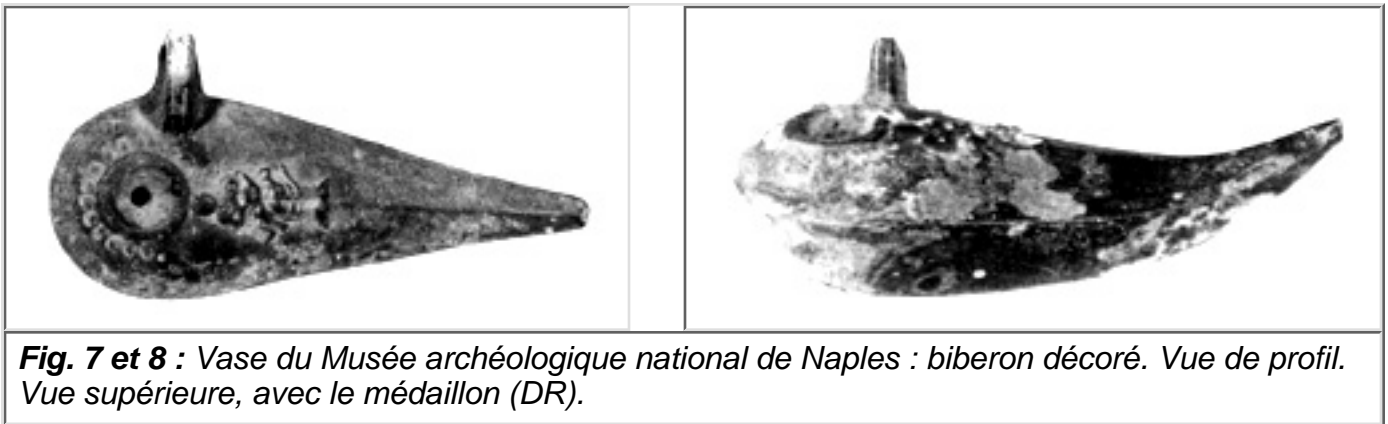 Fig. 7 et 8 : Vase du Musée archéologique national de Naples : biberon décoré. Vue de profil.
Vue supérieure, avec le médaillon (DR).